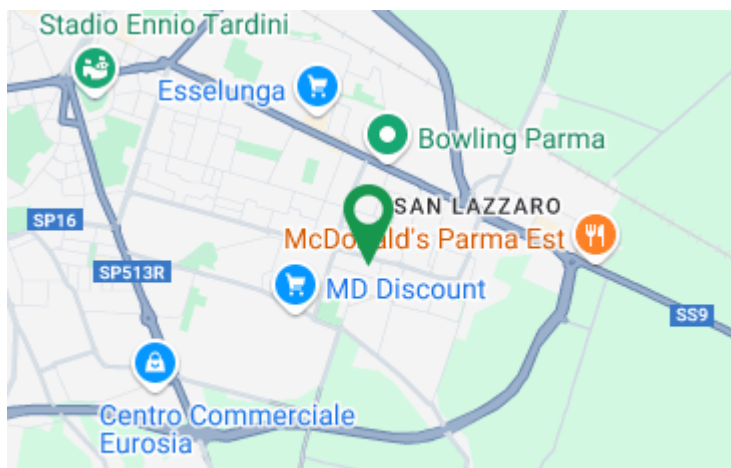 Stadio Ennio Tardini
Esselunga
Bowling Parma
SAN LAZZARO
SP16
McDonald's Parma Est
SP513R
MD Discount
SS9
Centro Commerciale
Eurosia